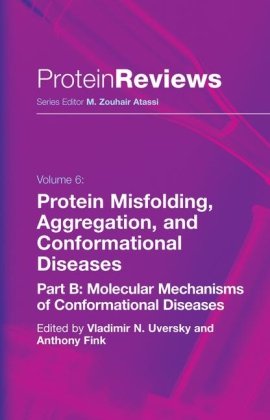 ProteinReviews
Series Editor M. Zouhair Atassi
Volume 6:
Protein Misfolding,
Aggregation, and
Conformational
Diseases
Part B: Molecular Mechanisms
of Conformational Diseases
Edited by Vladimir N. Uversky and
Anthony Fink